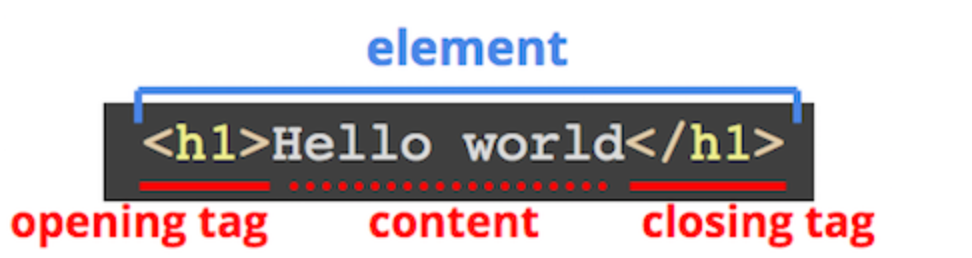 element
<h1>Hello world</h1>
opening tag content closing tag